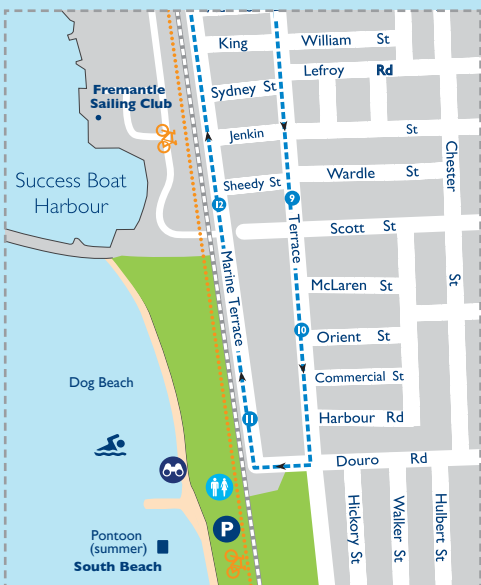 King
William St
Lefroy Rd
Sydney St
Fremantle
Sailing Club
Jenkin St
Wardle St
Chester St
Success Boat
Harbour
Sheedy St
12
9
Terrace
Scott St
Marine Terrace
McLaren St
10
Orient St
Commercial St
Dog Beach
11
Harbour Rd
Douro Rd
Hickory St
Walker St
Hulbert St
P
Pontoon
(summer)
South Beach